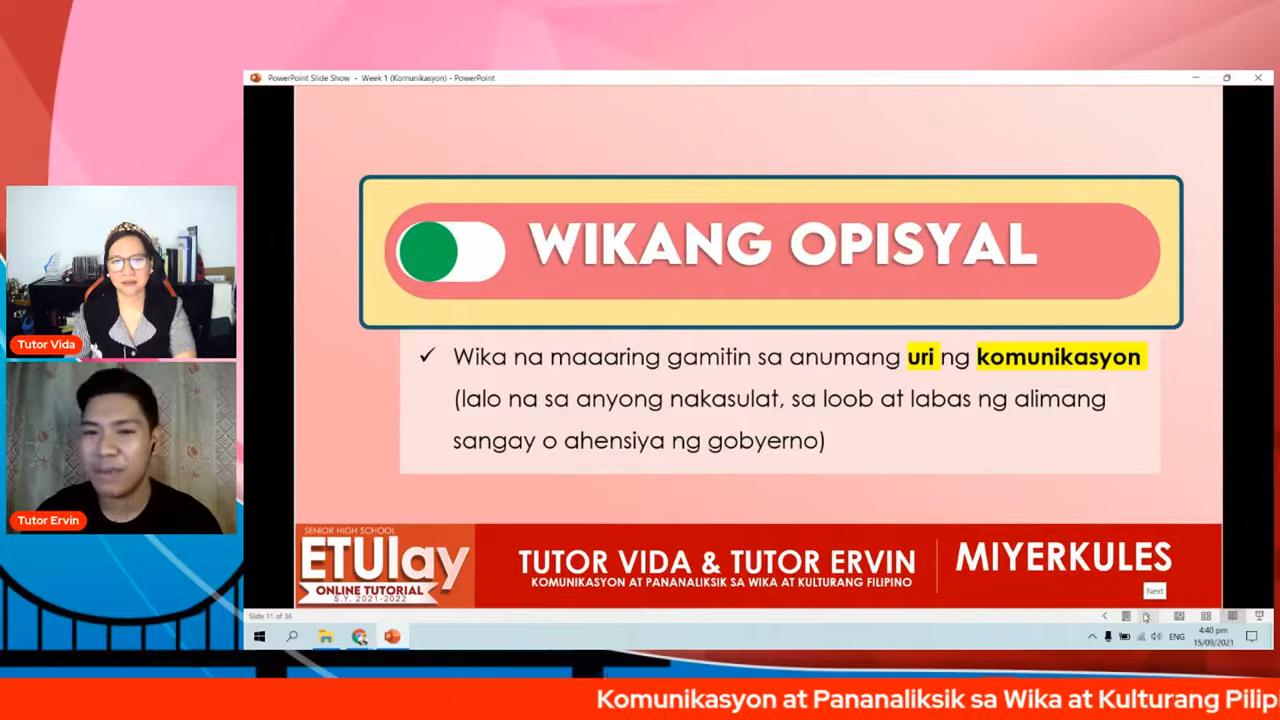 PowerPoint Slide Show - Week 1 (Komunikasyon) - PowerPoint
WIKANG OPISYAL
✓ Wika na maaaring gamitin sa anumang uri ng komunikasyon
(lalo na sa anyong nakasulat, sa loob at labas ng alimang
sangay o ahensiya ng gobyerno)
Tutor Vida
Tutor Ervin
SENIOR HIGH SCHOOL
ETUlay
ONLINE TUTORIAL
S.Y. 2021-2022
TUTOR VIDA & TUTOR ERVIN
KOMUNIKASYON AT PANANALIKSIK SA WIKA AT KULTURANG FILIPINO
MIYERKULES
Next
Slide 11 of 36
ENG
4:40 pm
15/09/2021
Komunikasyon at Pananaliksik sa Wika at Kulturang Pilip